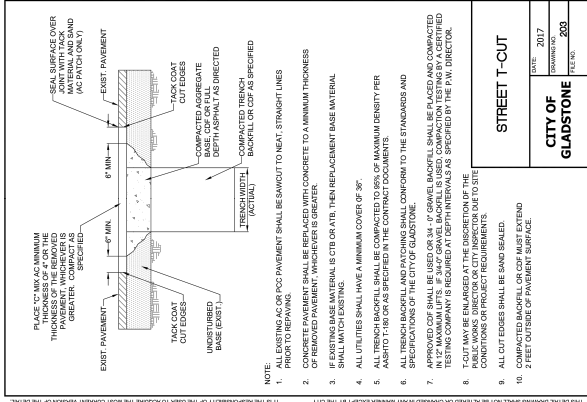 PLACE "C" MIX AC MINIMUM
THICKNESS OF 4" OR THE
THICKNESS OF THE REMOVED
PAVEMENT, WHICHEVER IS
GREATER. COMPACT AS
SPECIFIED
SEAL SURFACE OVER
JOINT WITH TACK
MATERIAL AND SAND
(AC PATCH ONLY)
EXIST. PAVEMENT
6" MIN.
6" MIN
EXIST. PAVEMENT
TACK COAT
CUT EDGES
TACK COAT
CUT EDGES
UNDISTURBED
BASE (EXIST)
COMPACTED AGGREGATE
BASE, CDF OR FULL
DEPTH ASPHALT AS DIRECTED
TRENCH WIDTH
(ACTUAL)
COMPACTED TRENCH
BACKFILL OR CDF AS SPECIFIED
NOTE:
1. ALL EXISTING AC OR PCC PAVEMENT SHALL BE SAWCUT TO NEAT, STRAIGHT LINES
PRIOR TO REPAVING.
2. CONCRETE PAVEMENT SHALL BE REPLACED WITH CONCRETE TO A MINIMUM THICKNESS
OF REMOVED PAVEMENT, WHICHEVER IS GREATER.
3. IF EXISTING BASE MATERIAL IS CTB OR ATB, THEN REPLACEMENT BASE MATERIAL
SHALL MATCH EXISTING.
4. ALL UTILITIES SHALL HAVE A MINIMUM COVER OF 36".
5. ALL TRENCH BACKFILL SHALL BE COMPACTED TO 95% OF MAXIMUM DENSITY PER
AASHTO T-180 OR AS SPECIFIED IN THE CONTRACT DOCUMENTS.
6. ALL TRENCH BACKFILL AND PATCHING SHALL CONFORM TO THE STANDARDS AND
SPECIFICATIONS OF THE CITY OF GLADSTONE.
7. APPROVED CDF SHALL BE USED OR 3/4 - 0" GRAVEL BACKFILL SHALL BE PLACED AND COMPACTED
IN 12" MAXIMUM LIFTS. IF 3/4-0" GRAVEL BACKFILL IS USED, COMPACTION TESTING BY A CERTIFIED
TESTING COMPANY IS REQUIRED AT DEPTH INTERVALS AS SPECIFIED BY THE P.W. DIRECTOR.
8. T-CUT MAY BE ENLARGED AT THE DISCRETION OF THE
PUBLIC WORKS DIRECTOR OR CITY INSPECTOR DUE TO SITE
CONDITIONS OR PROJECT REQUIREMENTS.
9. ALL CUT EDGES SHALL BE SAND SEALED.
10. COMPACTED BACKFILL OR CDF MUST EXTEND
2 FEET OUTSIDE OF PAVEMENT SURFACE.
STREET T-CUT
CITY OF
GLADSTONE
DATE: 2017
DRAWING NO.
203
FILE NO.